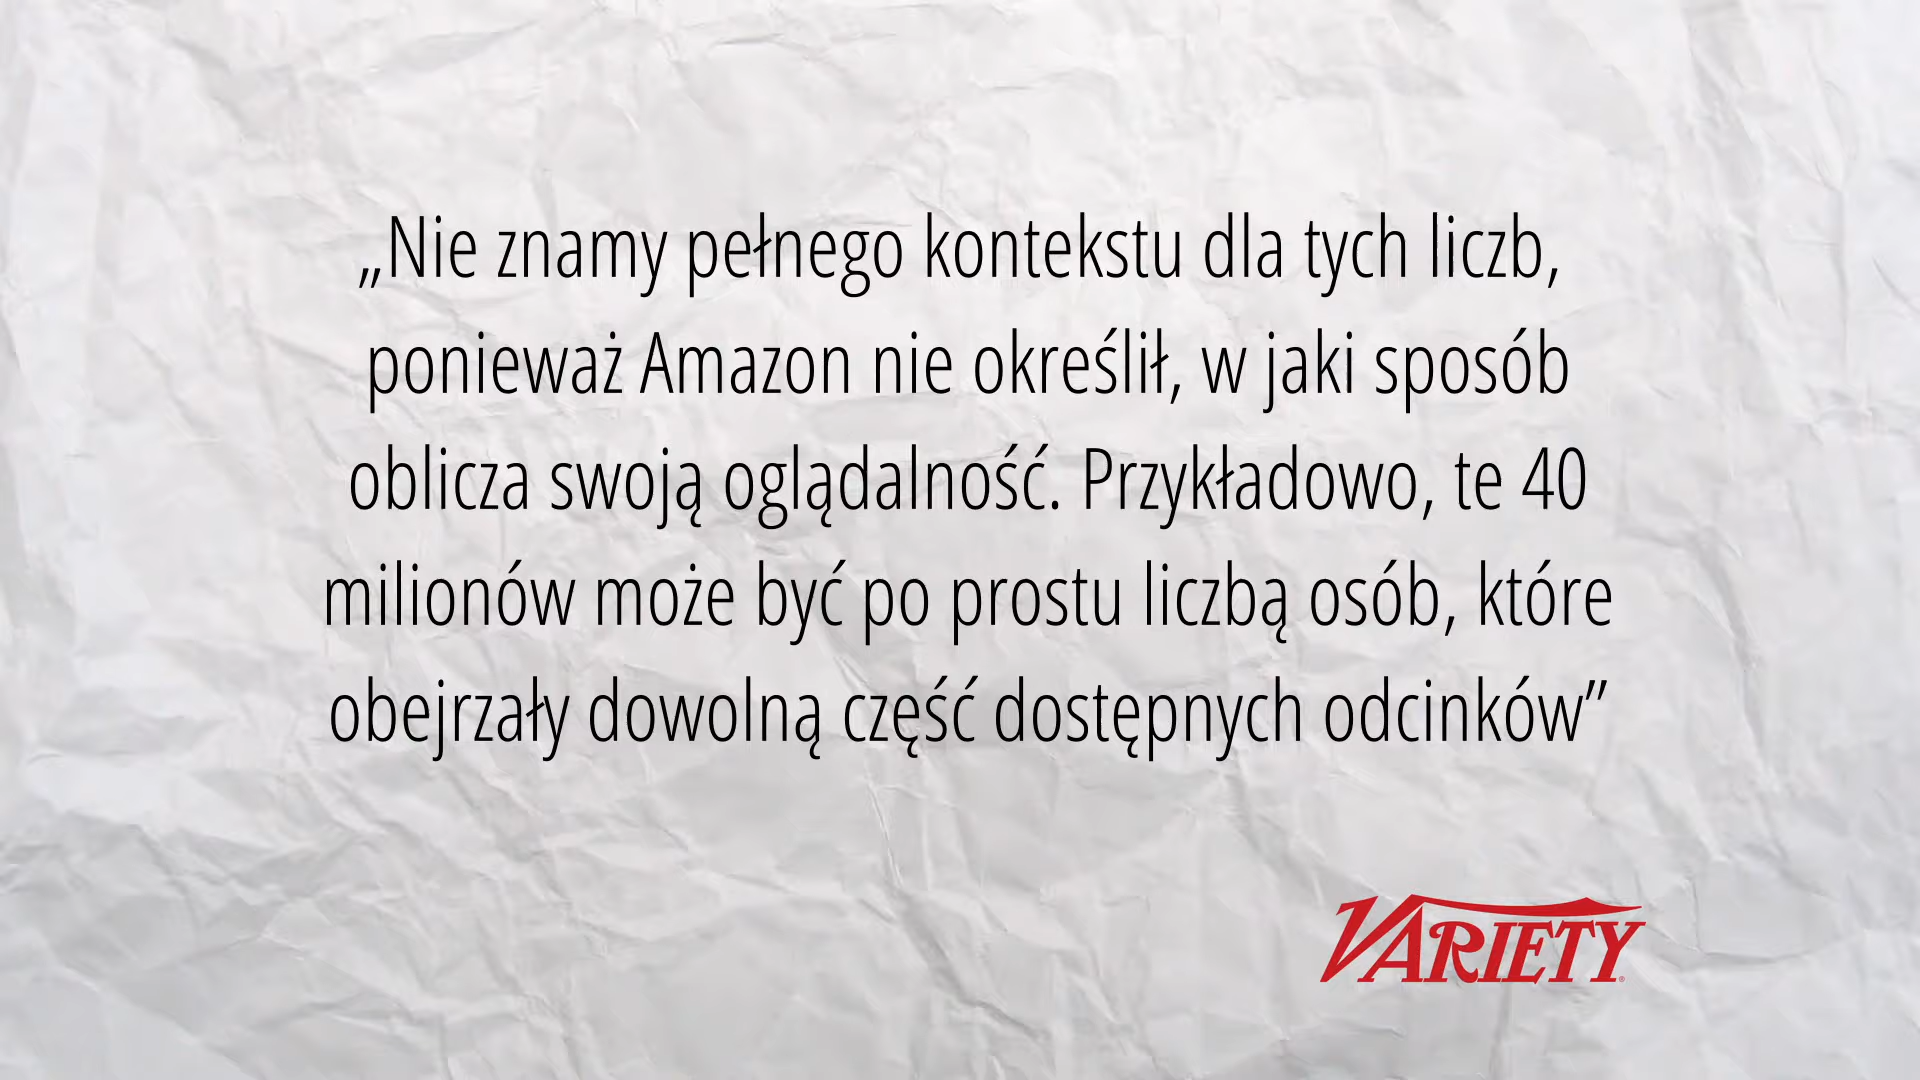 „Nie znamy pełnego kontekstu dla tych liczb,
ponieważ Amazon nie określił, w jaki sposób
oblicza swoją oglądalność. Przykładowo, te 40
milionów może być po prostu liczbą osób, które
obejrzały dowolną część dostępnych odcinków”
VARIETY